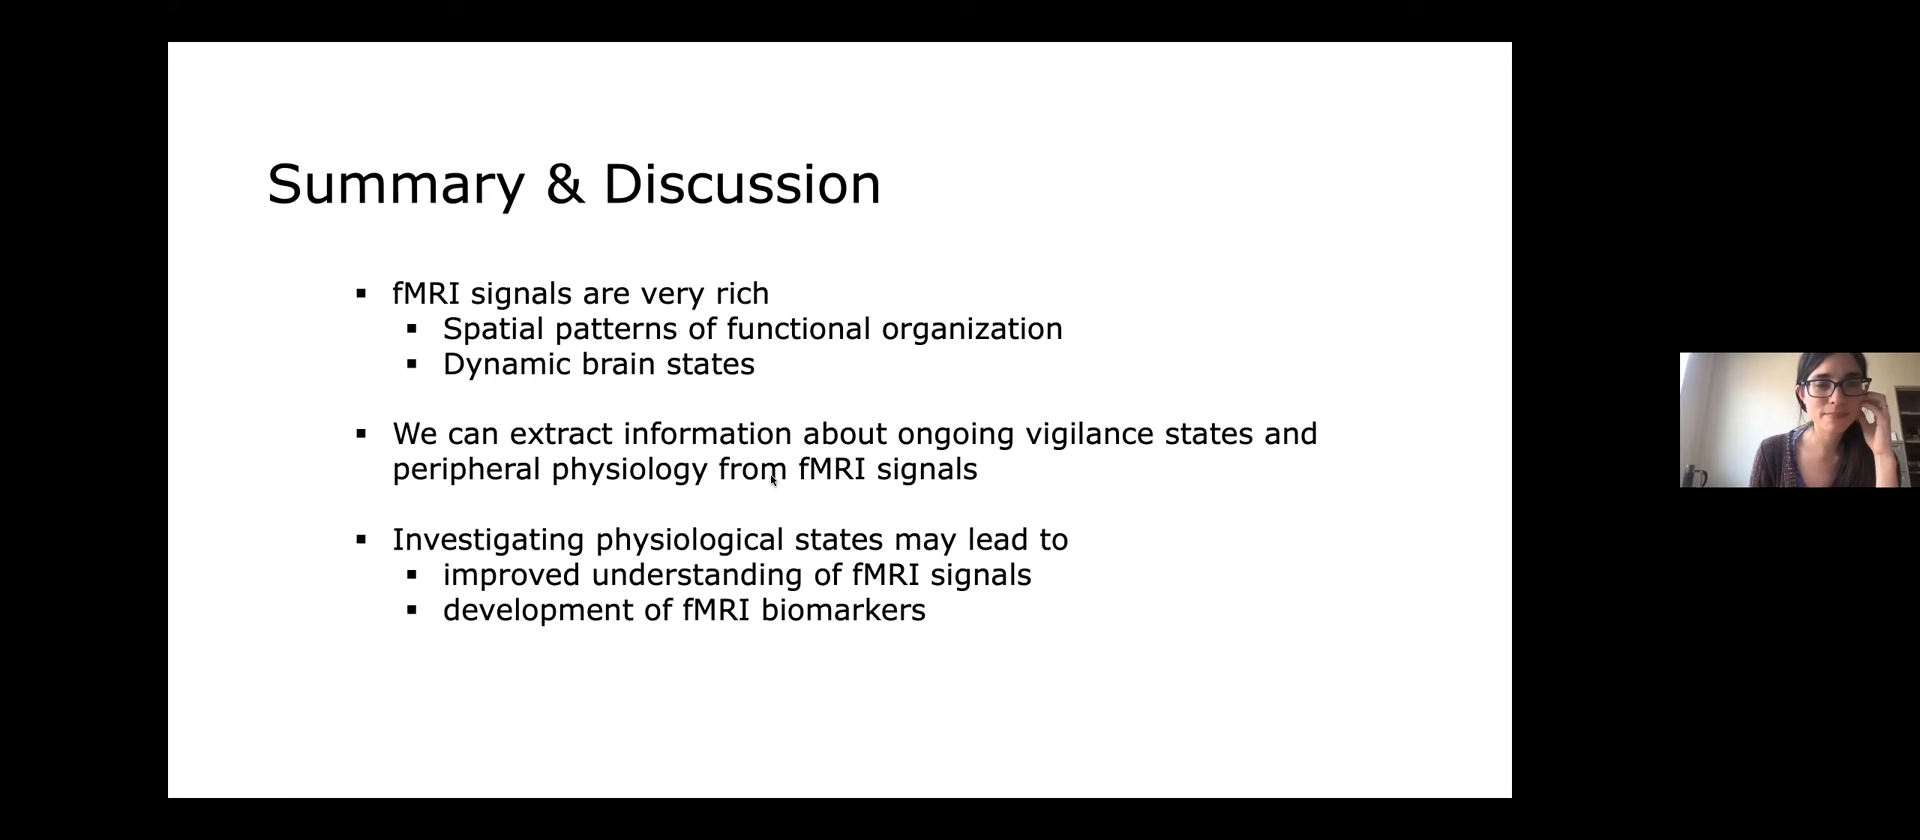 Summary & Discussion
▪ fMRI signals are very rich
▪ Spatial patterns of functional organization
▪ Dynamic brain states
▪ We can extract information about ongoing vigilance states and
peripheral physiology from fMRI signals
▪ Investigating physiological states may lead to
▪ improved understanding of fMRI signals
▪ development of fMRI biomarkers